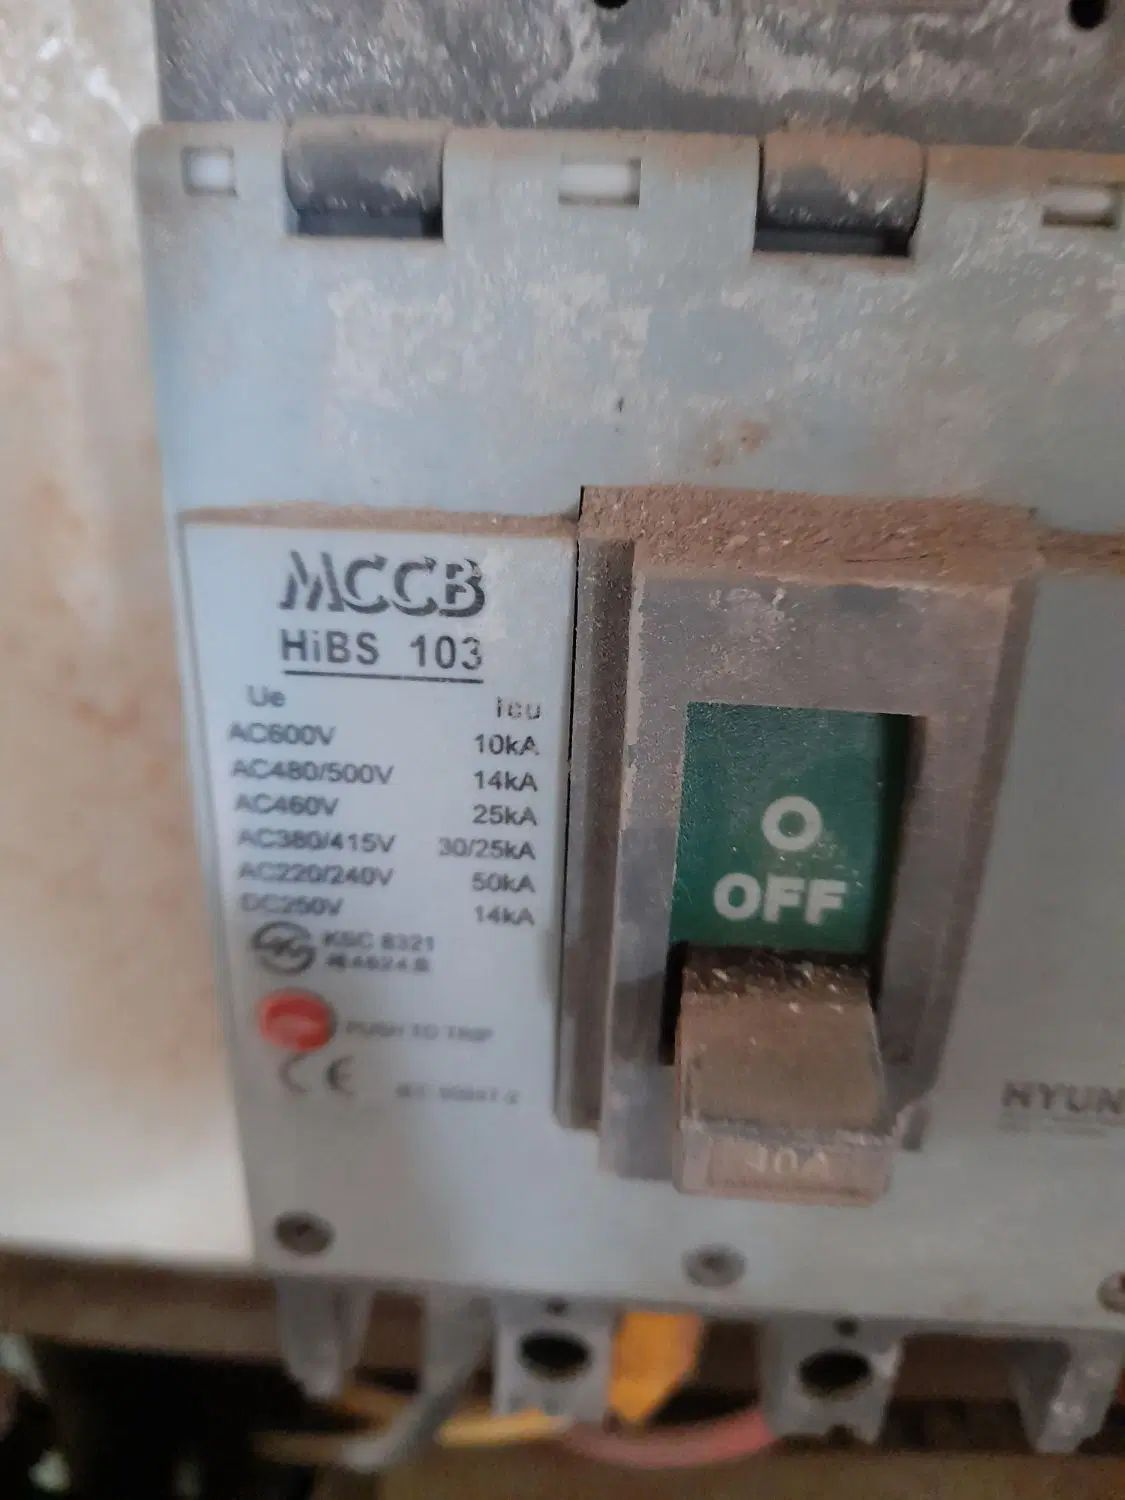 MCCB
HiBS 103
Ue Icu
AC600V 10kA
AC480/500V 14kA
AC460V 25kA
AC380/415V 30/25kA
AC220/240V 50kA
DC250V 14kA
KSC 8321
PUSH TO TRIP
CE
O
OFF
HYUN